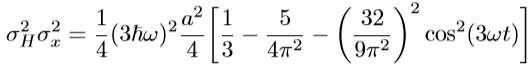 σ_H^2 σ_x^2 = \frac{1}{4}(3ħω)^2 \frac{a^2}{4} \left[ \frac{1}{3} - \frac{5}{4π^2} - \left( \frac{32}{9π^2} \right)^2 \cos^2(3ωt) \right]